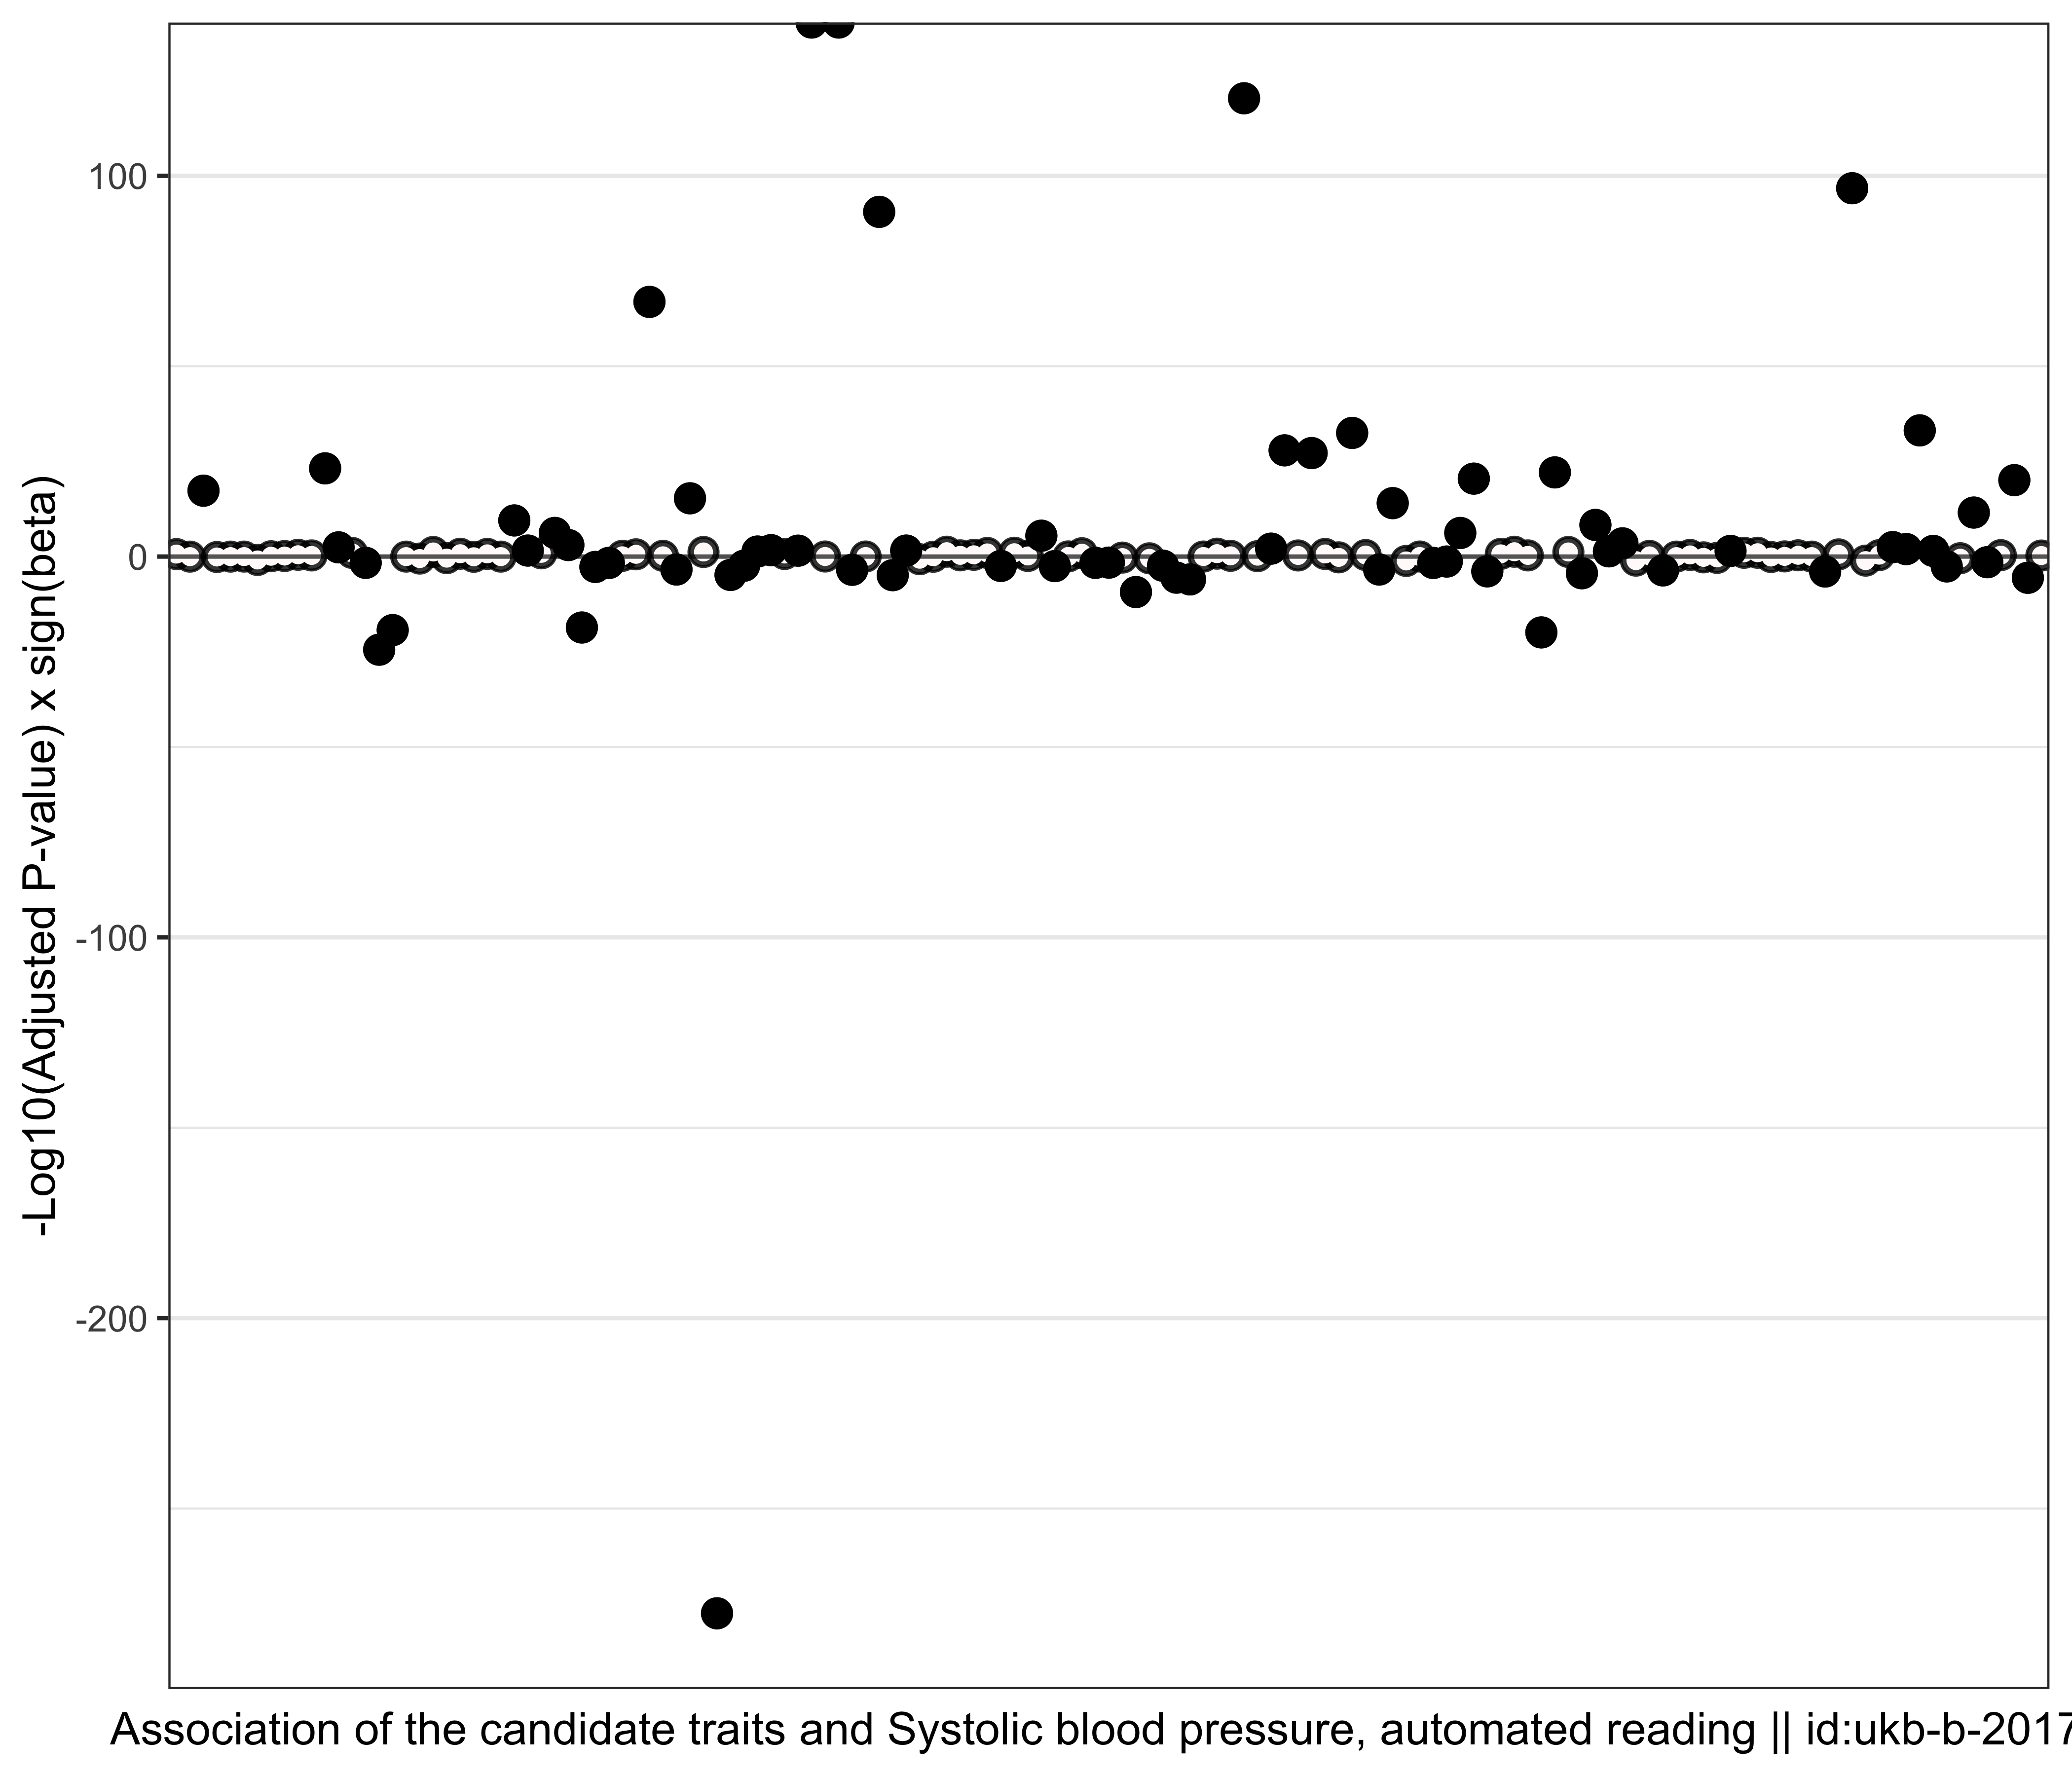 -Log10(Adjusted P-value) x sign(beta)
100
0
-100
-200
Association of the candidate traits and Systolic blood pressure, automated reading || id:ukb-b-2017